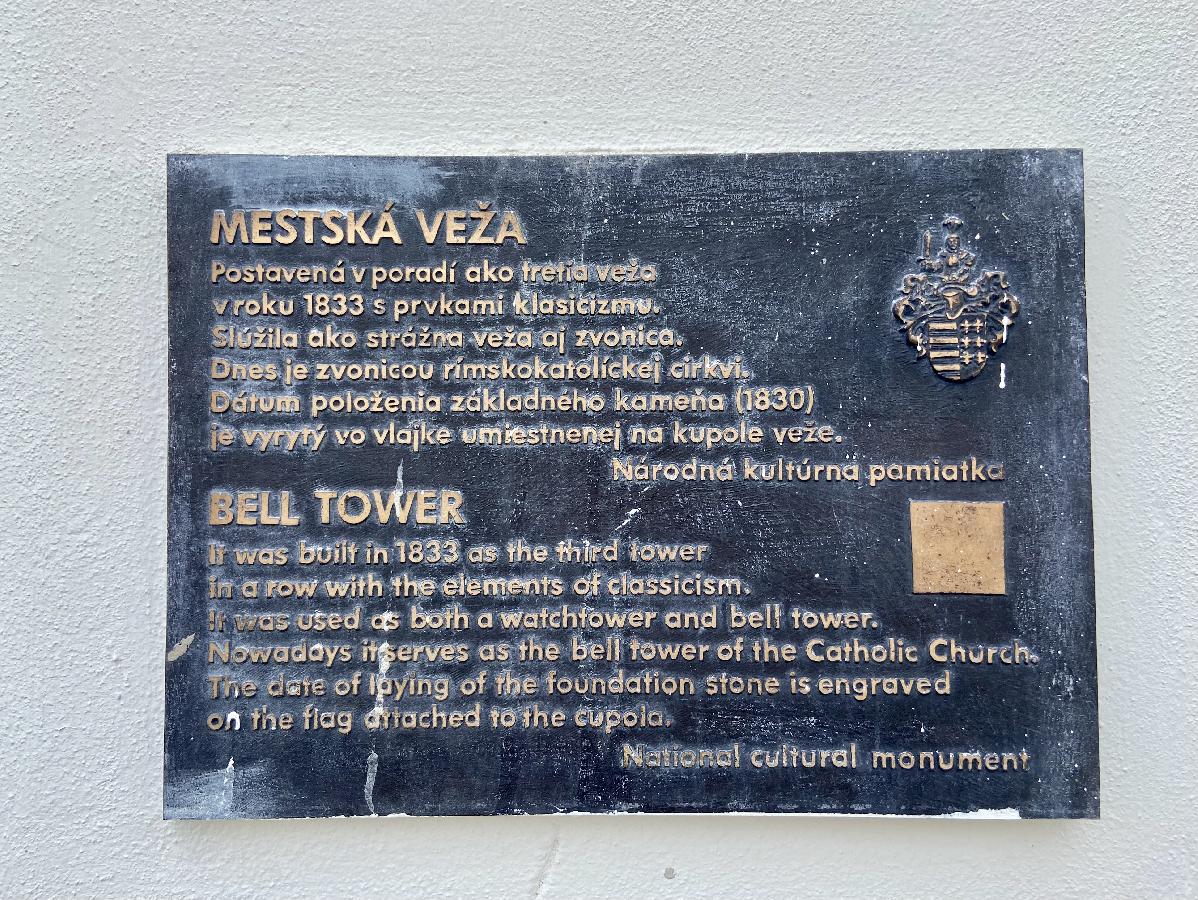 MESTSKÁ VEŽA
Postavená v poradí ako tretia veža
v roku 1833 s prvkami klasicizmu.
Slúžila ako strážna veža aj zvonica.
Dnes je zvonicou rímskokatolíckej cirkvi.
Dátum položenia základného kameňa (1830)
je vyrytý vo vlajke umiestnenej na kupole veže.
Národná kultúrna pamiatka
BELL TOWER
It was built in 1833 as the third tower
in a row with the elements of classicism.
It was used as both a watchtower and bell tower.
Nowadays it serves as the bell tower of the Catholic Church.
The date of laying of the foundation stone is engraved
on the flag attached to the cupola.
National cultural monument